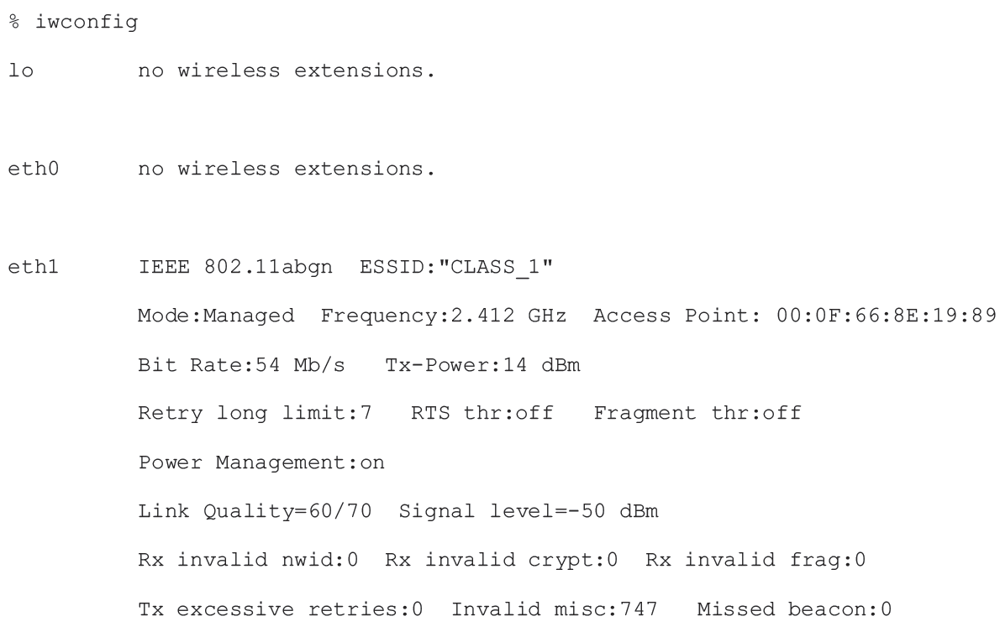 % iwconfig
lo        no wireless extensions.
eth0      no wireless extensions.
eth1      IEEE 802.11abgn  ESSID:"CLASS_1"
          Mode:Managed  Frequency:2.412 GHz  Access Point: 00:0F:66:8E:19:89
          Bit Rate:54 Mb/s   Tx-Power:14 dBm
          Retry long limit:7   RTS thr:off   Fragment thr:off
          Power Management:on
          Link Quality=60/70  Signal level=-50 dBm
          Rx invalid nwid:0  Rx invalid crypt:0  Rx invalid frag:0
          Tx excessive retries:0  Invalid misc:747   Missed beacon:0